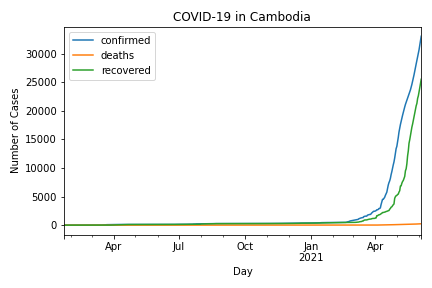 COVID-19 in Cambodia
confirmed
deaths
recovered
Number of Cases
30000
25000
20000
15000
10000
5000
0
Apr
Jul
Oct
Jan
2021
Apr
Day